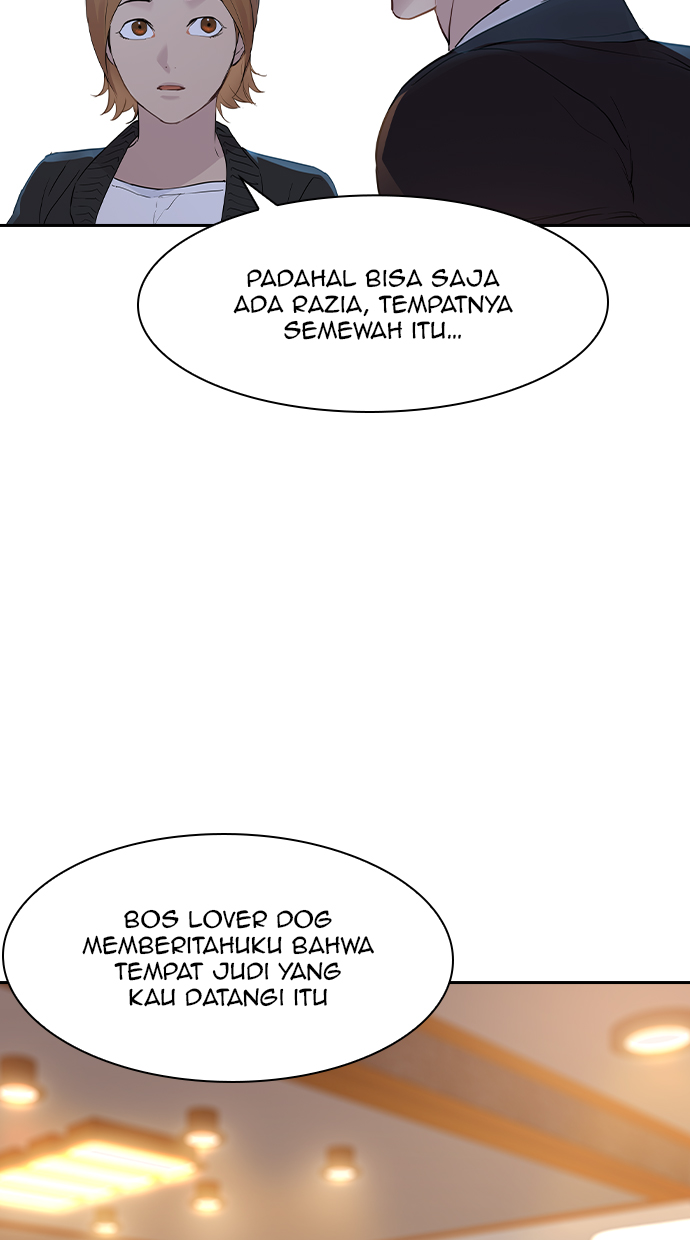 PADAHAL BISA SAJA
ADA RAZIA, TEMPATNYA
SEMEWAH ITU...
BOS LOVER DOG
MEMBERITAHUKU BAHWA
TEMPAT JUDI YANG
KAU DATANGI ITU